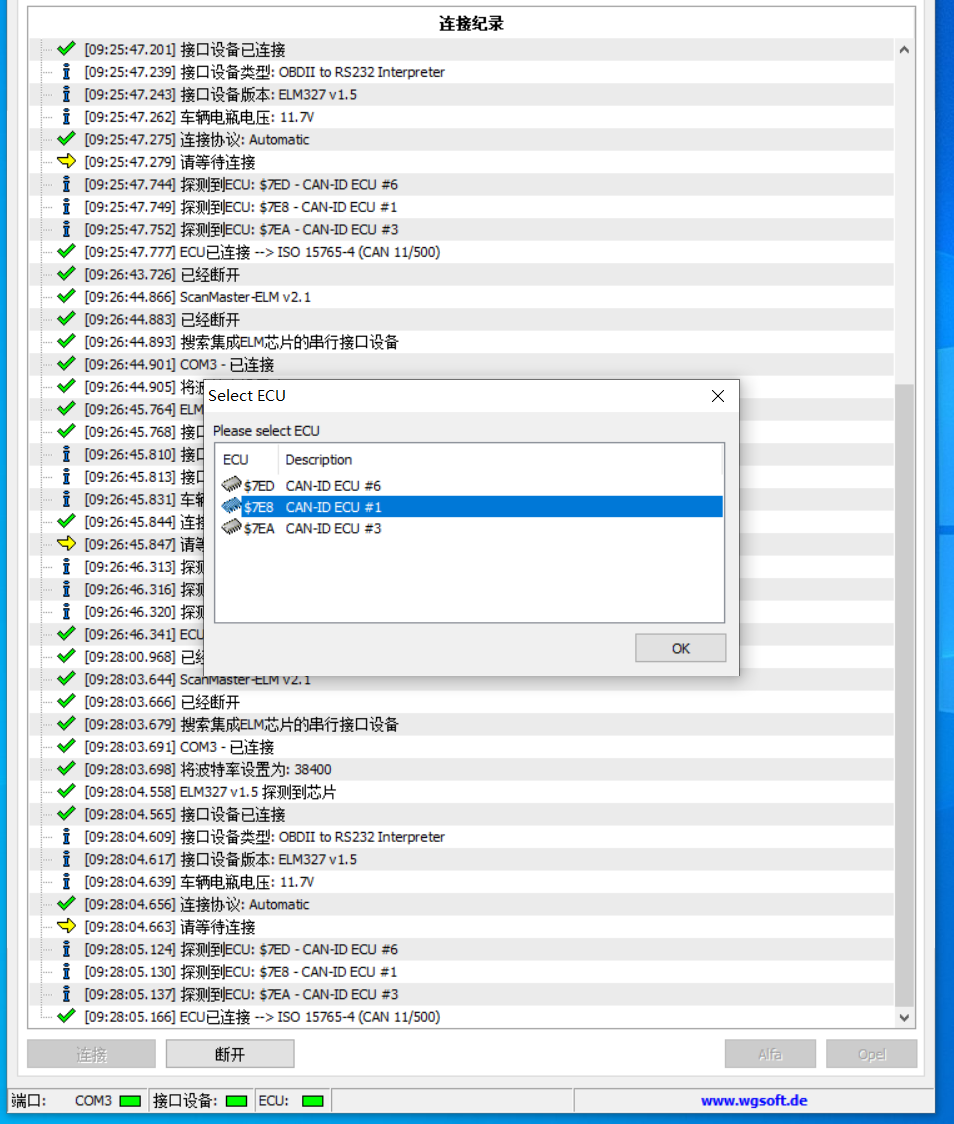 连接纪录
[09:25:47.201] 接口设备已连接
[09:25:47.239] 接口设备类型: OBDII to RS232 Interpreter
[09:25:47.243] 接口设备版本: ELM327 v1.5
[09:25:47.262] 车辆电瓶电压: 11.7V
[09:25:47.275] 连接协议: Automatic
[09:25:47.279] 请等待连接
[09:25:47.744] 探测到ECU: $7ED - CAN-ID ECU #6
[09:25:47.749] 探测到ECU: $7E8 - CAN-ID ECU #1
[09:25:47.752] 探测到ECU: $7EA - CAN-ID ECU #3
[09:25:47.777] ECU已连接 --> ISO 15765-4 (CAN 11/500)
[09:26:43.726] 已经断开
[09:26:44.866] ScanMaster-ELM v2.1
[09:26:44.883] 已经断开
[09:26:44.893] 搜索集成ELM芯片的串行接口设备
[09:26:44.901] COM3 - 已连接
[09:26:44.905] 将
[09:26:45.764] ELM
[09:26:45.768] 接口
[09:26:45.810] 接口
[09:26:45.813] 接口
[09:26:45.831] 车辆
[09:26:45.844] 连接
[09:26:45.847] 请等
[09:26:46.313] 探测
[09:26:46.316] 探测
[09:26:46.320] 探测
[09:26:46.341] ECU
[09:28:00.968] 已经
Select ECU
Please select ECU
ECU Description
$7ED CAN-ID ECU #6
$7E8 CAN-ID ECU #1
$7EA CAN-ID ECU #3
OK
[09:28:03.644] ScanMaster-ELM v2.1
[09:28:03.666] 已经断开
[09:28:03.679] 搜索集成ELM芯片的串行接口设备
[09:28:03.691] COM3 - 已连接
[09:28:03.698] 将波特率设置为: 38400
[09:28:04.558] ELM327 v1.5 探测到芯片
[09:28:04.565] 接口设备已连接
[09:28:04.609] 接口设备类型: OBDII to RS232 Interpreter
[09:28:04.617] 接口设备版本: ELM327 v1.5
[09:28:04.639] 车辆电瓶电压: 11.7V
[09:28:04.656] 连接协议: Automatic
[09:28:04.663] 请等待连接
[09:28:05.124] 探测到ECU: $7ED - CAN-ID ECU #6
[09:28:05.130] 探测到ECU: $7E8 - CAN-ID ECU #1
[09:28:05.137] 探测到ECU: $7EA - CAN-ID ECU #3
[09:28:05.166] ECU已连接 --> ISO 15765-4 (CAN 11/500)
连接 断开 Alfa Opel
端口: COM3 接口设备: ECU: www.wgsoft.de